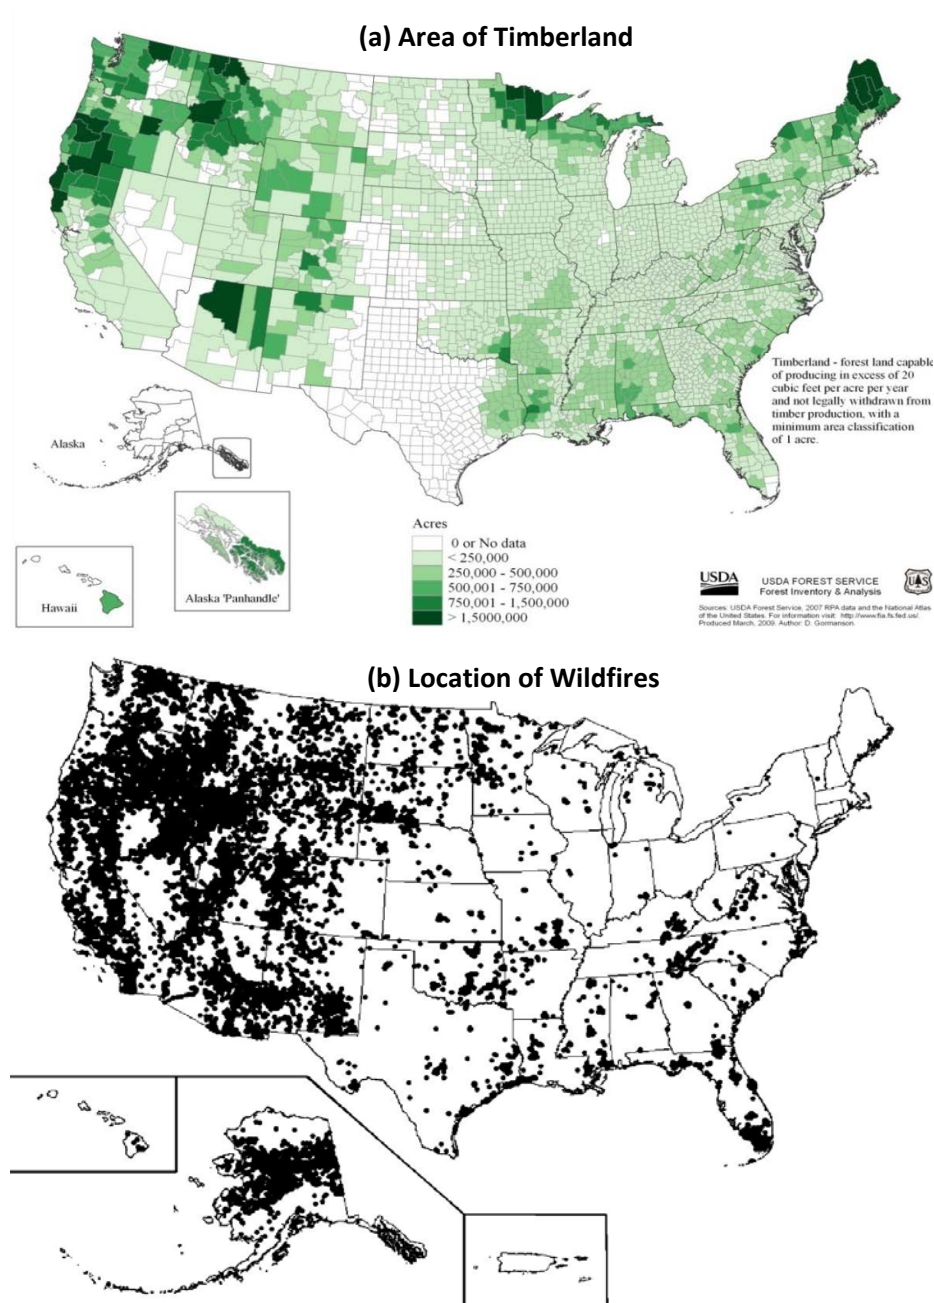 (a) Area of Timberland
Timberland - forest land capable
of producing in excess of 20
cubic feet per acre per year
and not legally withdrawn from
timber production, with a
minimum area classification
of 1 acre.
Alaska
Hawaii
Alaska 'Panhandle'
Acres
0 or No data
< 250,000
250,000 - 500,000
500,001 - 750,000
750,001 - 1,500,000
> 1,5000,000
USDA
USDA FOREST SERVICE
Forest Inventory & Analysis
UAS
Sources: USDA Forest Service, 2007 RPA data and the National Atlas
of the United States. For information visit: http://www.fia.fs.fed.us/.
Produced March, 2009. Author: D. Gormanson.
(b) Location of Wildfires